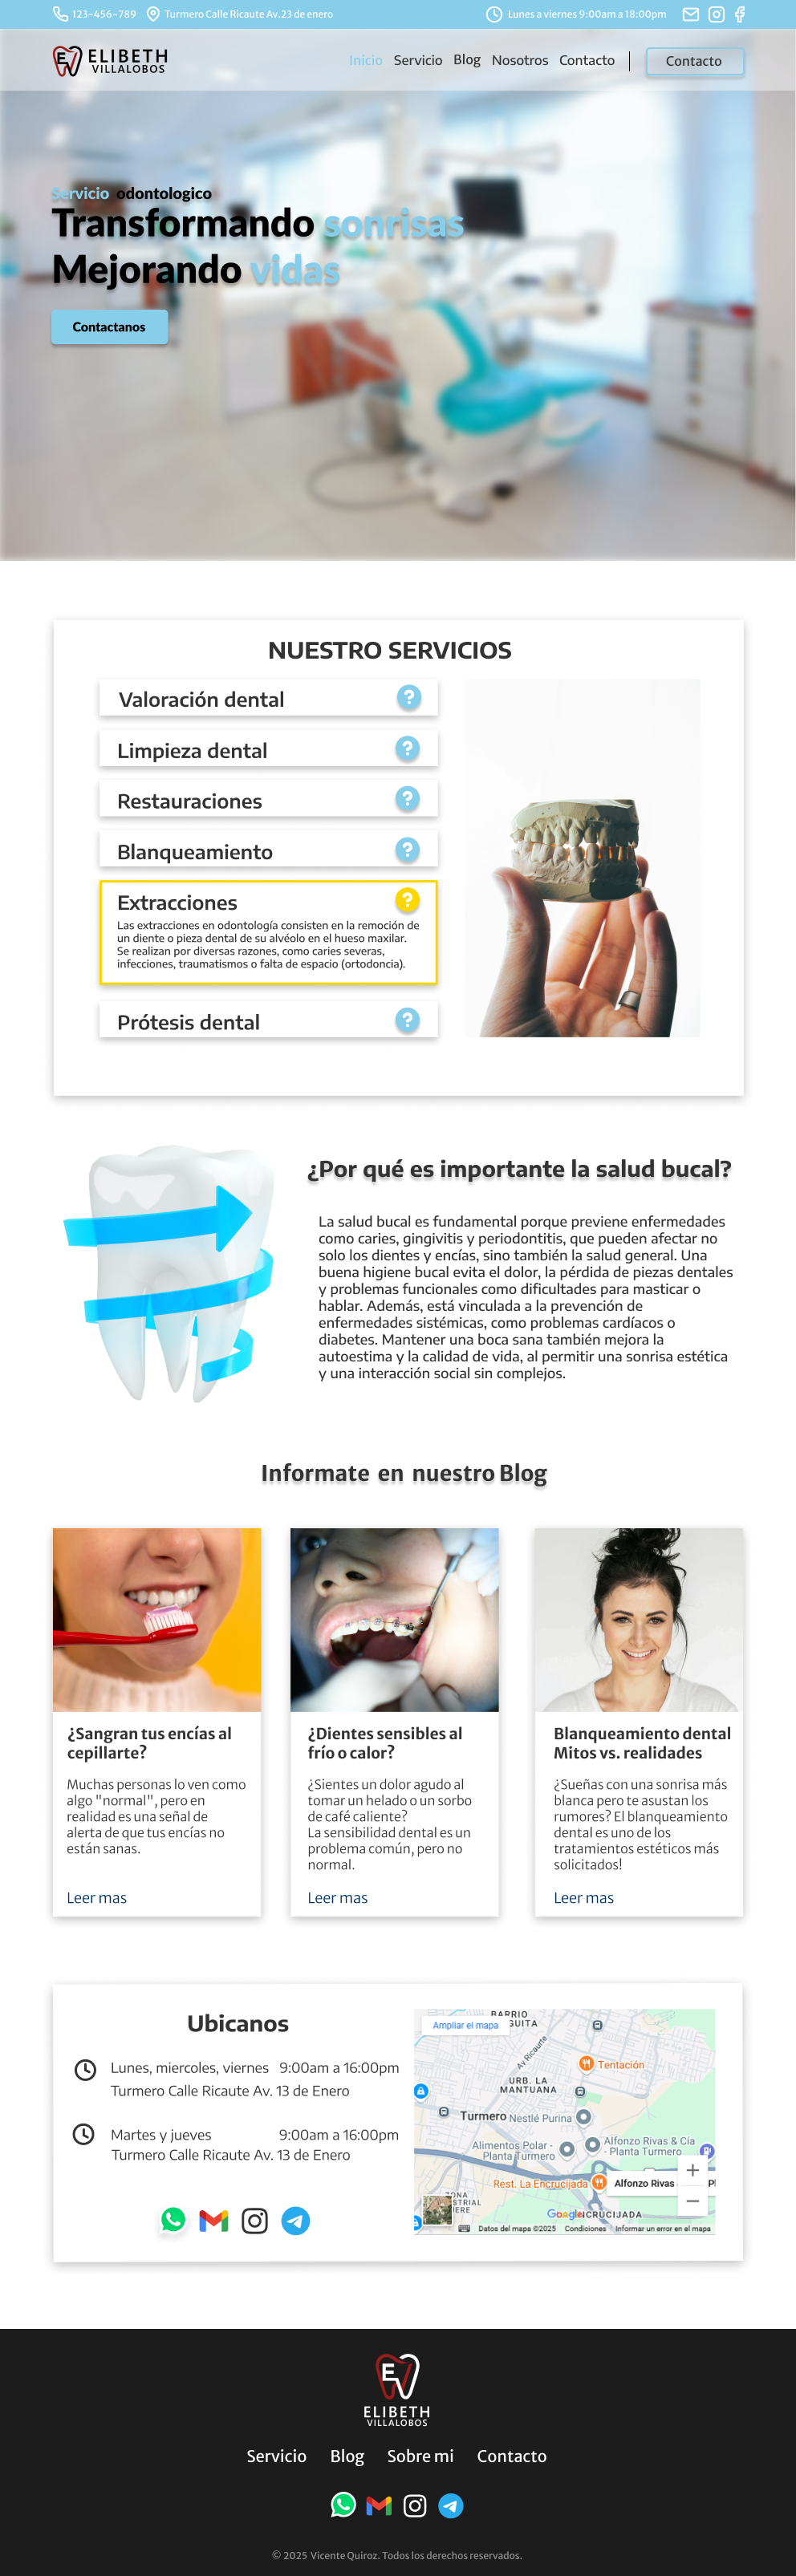 123-456-789 Turmero Calle Ricaute Av.23 de enero Lunes a viernes 9:00am a 18:00pm
ELIBETH
VILLALOBOS
Inicio Servicio Blog Nosotros Contacto Contacto
Servicio odontologico
Transformando sonrisas
Mejorando vidas
Contactanos
NUESTRO SERVICIOS
Valoración dental ?
Limpieza dental ?
Restauraciones ?
Blanqueamiento ?
Extracciones ?
Las extracciones en odontología consisten en la remoción de
un diente o pieza dental de su alvéolo en el hueso maxilar.
Se realizan por diversas razones, como caries severas,
infecciones, traumatismos o falta de espacio (ortodoncia).
Prótesis dental ?
¿Por qué es importante la salud bucal?
La salud bucal es fundamental porque previene enfermedades
como caries, gingivitis y periodontitis, que pueden afectar no
solo los dientes y encías, sino también la salud general. Una
buena higiene bucal evita el dolor, la pérdida de piezas dentales
y problemas funcionales como dificultades para masticar o
hablar. Además, está vinculada a la prevención de
enfermedades sistémicas, como problemas cardíacos o
diabetes. Mantener una boca sana también mejora la
autoestima y la calidad de vida, al permitir una sonrisa estética
y una interacción social sin complejos.
Informate en nuestro Blog
¿Sangran tus encías al
cepillarte?
Muchas personas lo ven como
algo "normal", pero en
realidad es una señal de
alerta de que tus encías no
están sanas.
Leer mas
¿Dientes sensibles al
frío o calor?
¿Sientes un dolor agudo al
tomar un helado o un sorbo
de café caliente?
La sensibilidad dental es un
problema común, pero no
normal.
Leer mas
Blanqueamiento dental
Mitos vs. realidades
¿Sueñas con una sonrisa más
blanca pero te asustan los
rumores? El blanqueamiento
dental es uno de los
tratamientos estéticos más
solicitados!
Leer mas
Ubicanos
Lunes, miercoles, viernes 9:00am a 16:00pm
Turmero Calle Ricaute Av. 13 de Enero
Martes y jueves 9:00am a 16:00pm
Turmero Calle Ricaute Av. 13 de Enero
BARRIO
GUITA
Ampliar el mapa
Av Ricaurte
Tentación
URB. LA
MANTUANA
Turmero Nestlé Purina
Alimentos Polar -
Planta Turmero
Alfonzo Rivas & Cía
- Planta Turmero
Rest. La Encrucijada
Alfonzo Rivas
ZONA
STRIAL
IERE
Google
NCRUCIJADA
Datos del mapa ©2025 Condiciones Informar un error en el mapa
EV
ELIBETH
VILLALOBOS
Servicio Blog Sobre mi Contacto
© 2025 Vicente Quiroz. Todos los derechos reservados.